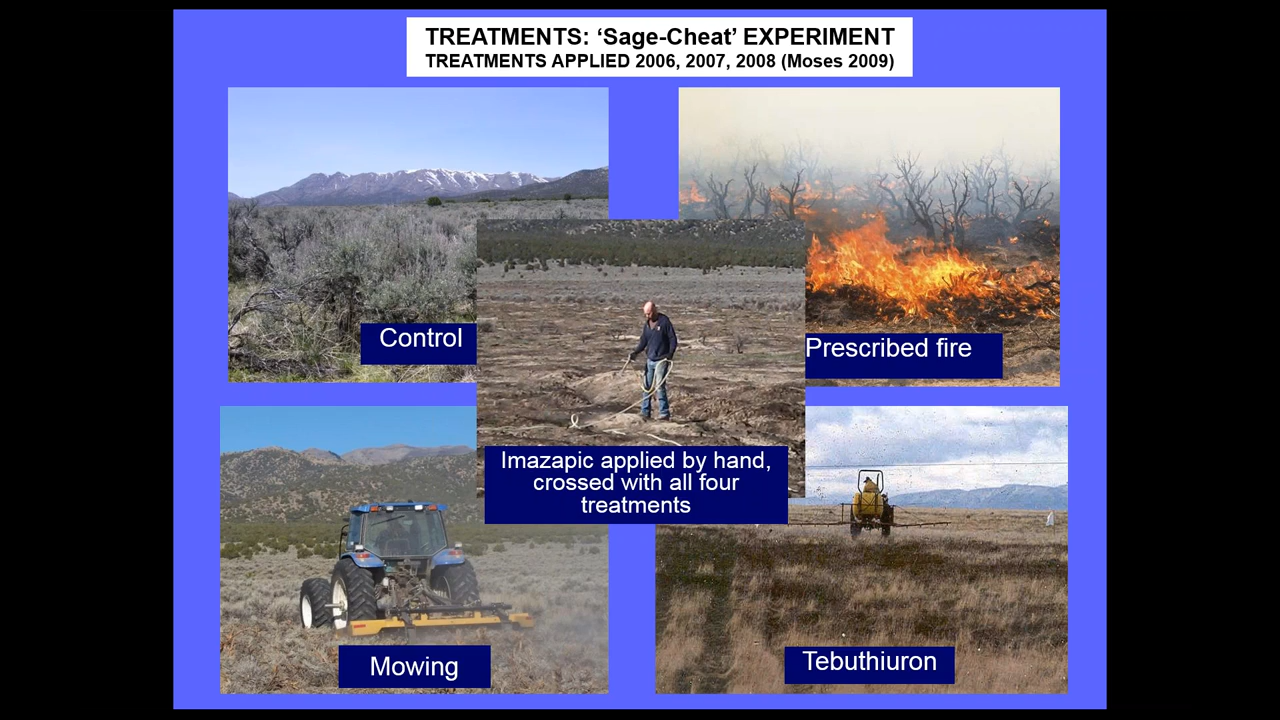 TREATMENTS: ‘Sage-Cheat’ EXPERIMENT
TREATMENTS APPLIED 2006, 2007, 2008 (Moses 2009)
Control
Prescribed fire
Imazapic applied by hand,
crossed with all four
treatments
Mowing
Tebuthiuron